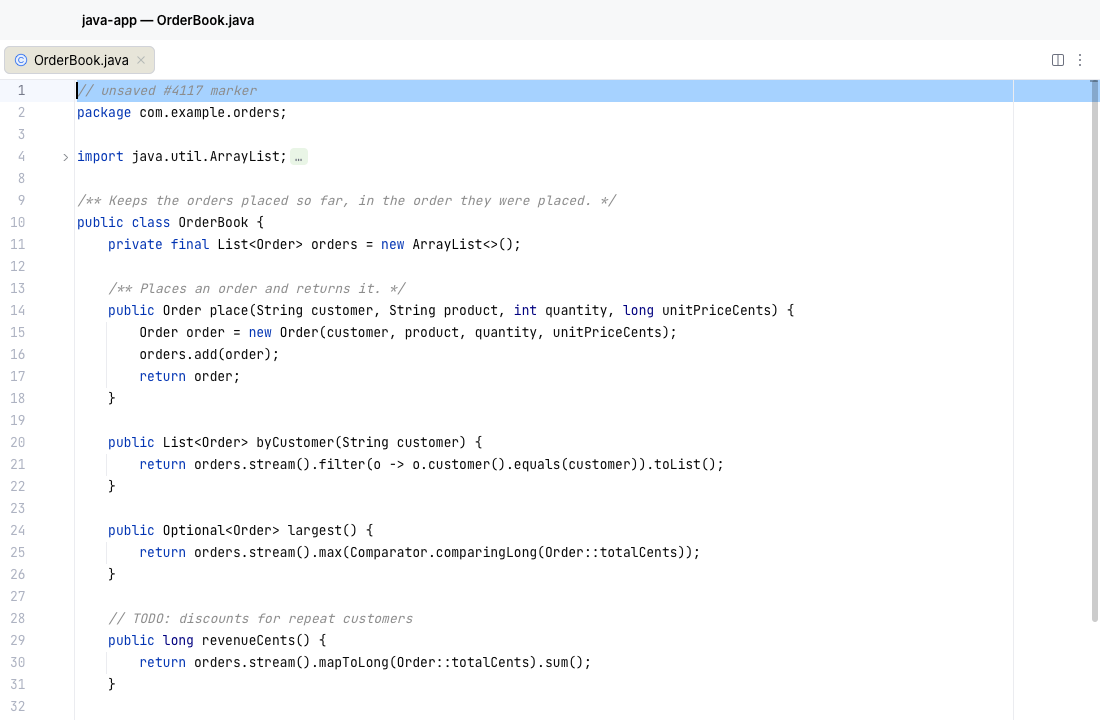 java-app — OrderBook.java
OrderBook.java
1 // unsaved #4117 marker
2 package com.example.orders;
3
4 import java.util.ArrayList; …
8
9 /** Keeps the orders placed so far, in the order they were placed. */
10 public class OrderBook {
11     private final List<Order> orders = new ArrayList<>();
12
13     /** Places an order and returns it. */
14     public Order place(String customer, String product, int quantity, long unitPriceCents) {
15         Order order = new Order(customer, product, quantity, unitPriceCents);
16         orders.add(order);
17         return order;
18     }
19
20     public List<Order> byCustomer(String customer) {
21         return orders.stream().filter(o -> o.customer().equals(customer)).toList();
22     }
23
24     public Optional<Order> largest() {
25         return orders.stream().max(Comparator.comparingLong(Order::totalCents));
26     }
27
28     // TODO: discounts for repeat customers
29     public long revenueCents() {
30         return orders.stream().mapToLong(Order::totalCents).sum();
31     }
32